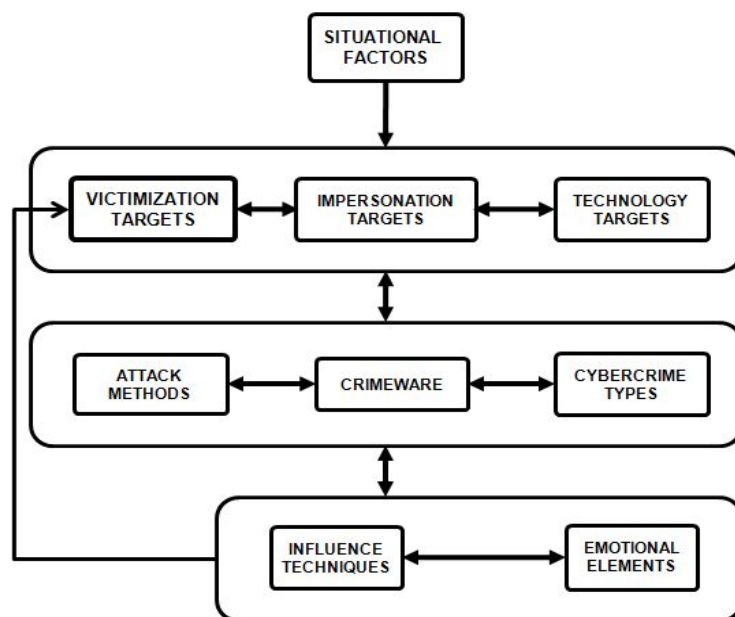 SITUATIONAL
FACTORS
VICTIMIZATION
TARGETS
IMPERSONATION
TARGETS
TECHNOLOGY
TARGETS
ATTACK
METHODS
CRIMEWARE
CYBERCRIME
TYPES
INFLUENCE
TECHNIQUES
EMOTIONAL
ELEMENTS